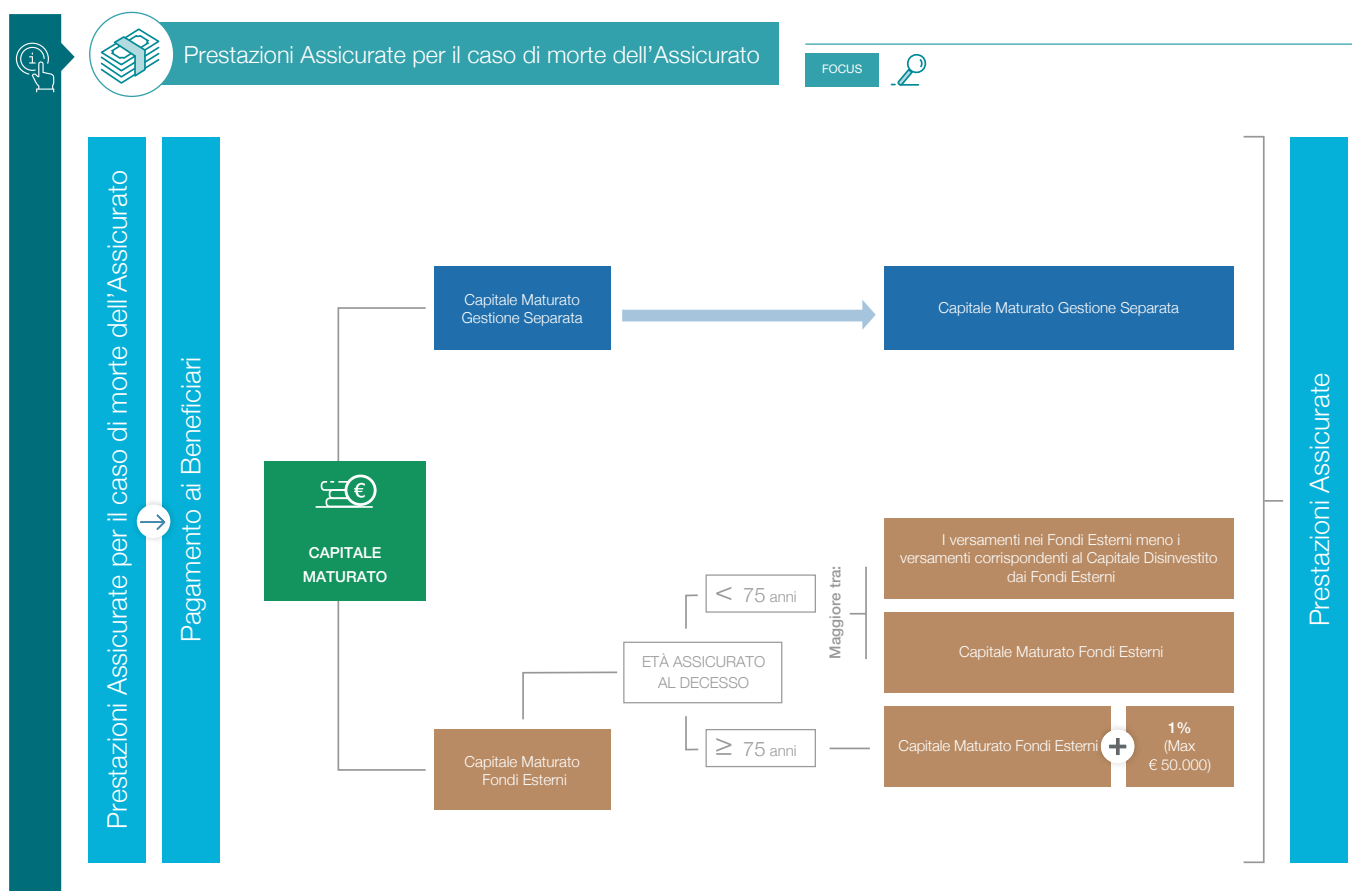 Prestazioni Assicurate per il caso di morte dell'Assicurato
FOCUS
Prestazioni Assicurate per il caso di morte dell'Assicurato
Pagamento ai Beneficiari
CAPITALE
MATURATO
€
Capitale Maturato
Gestione Separata
Capitale Maturato Gestione Separata
Capitale Maturato
Fondi Esterni
ETÀ ASSICURATO
AL DECESSO
< 75 anni
Maggiore tra:
I versamenti nei Fondi Esterni meno i
versamenti corrispondenti al Capitale Disinvestito
dai Fondi Esterni
Capitale Maturato Fondi Esterni
≥ 75 anni
Capitale Maturato Fondi Esterni
+
1%
(Max
€ 50.000)
Prestazioni Assicurate